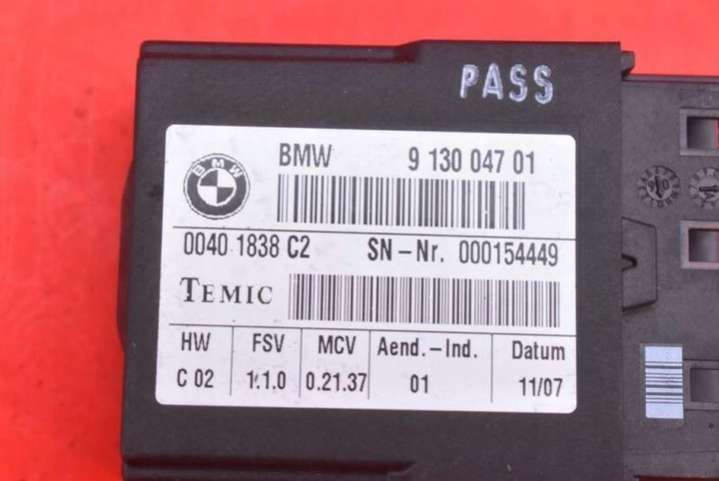 PASS
BMW 9 130 047 01
BMW
0040 1838 C2 SN-Nr. 000154449
TEMIC
HW FSV MCV Aend.-Ind. Datum
C 02 1.1.0 0.21.37 01 11/07